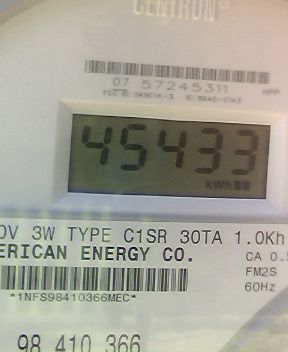 CENTRON®
07 57245311
45433
kWh
0V 3W TYPE C1SR 30TA 1.0Kh
ERICAN ENERGY CO.
CA 0.5
FM2S
60Hz
*1NFS98410366MEC*
98 410 366